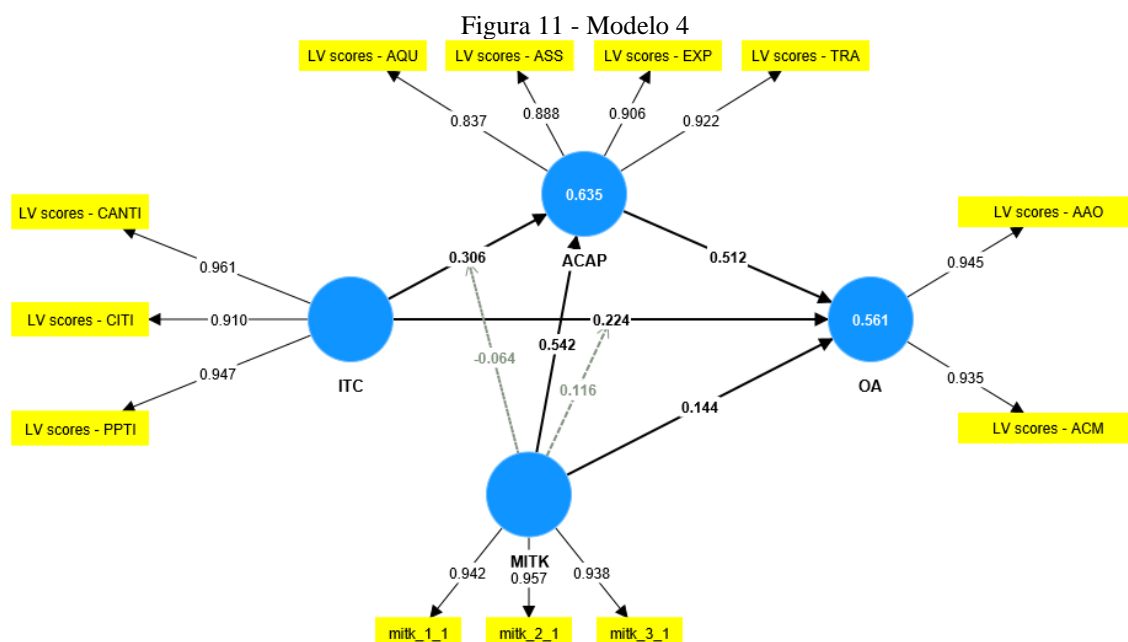 Figura 11 - Modelo 4
LV scores - AQU
LV scores - ASS
LV scores - EXP
LV scores - TRA
0.837
0.888
0.906
0.922
0.635
ACAP
LV scores - CANTI
LV scores - CITI
LV scores - PPTI
0.961
0.910
0.947
ITC
0.306
0.512
0.224
-0.064
0.542
0.116
0.144
LV scores - AAO
0.945
0.561
OA
0.935
LV scores - ACM
MITK
0.942
0.957
0.938
mitk_1_1
mitk_2_1
mitk_3_1